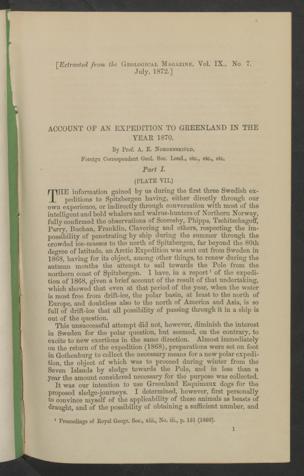 [Extracted from the GEOLOGICAL MAGAZINE, Vol. IX., No 7.
July, 1872.]
ACCOUNT OF AN EXPEDITION TO GREENLAND IN THE
YEAR 1870.
By Prof. A. E. NORDENSKIÖLD,
Foreign Correspondent Geol. Soc. Lond., etc., etc., etc.
Part I.
(PLATE VII.)
THE information gained by us during the first three Swedish ex-
peditions to Spitzbergen having, either directly through our
own experience, or indirectly through conversation with most of the
intelligent and bold whalers and walrus-hunters of Northern Norway,
fully confirmed the observations of Scoresby, Phipps, Tschitschagoff,
Parry, Buchan, Franklin, Clavering and others, respecting the im-
possibility of penetrating by ship during the summer through the
crowded ice-masses to the north of Spitzbergen, far beyond the 80th
degree of latitude, an Arctic Expedition was sent out from Sweden in
1868, having for its object, among other things, to renew during the
autumn months the attempt to sail towards the Pole from the
northern coast of Spitzbergen. I have, in a report¹ of the expedi-
tion of 1868, given a brief account of the result of that undertaking,
which showed that even at that period of the year, when the water
is most free from drift-ice, the polar basin, at least to the north of
Europe, and doubtless also to the north of America and Asia, is so
full of drift-ice that all possibility of passing through it in a ship is
out of the question.
This unsuccessful attempt did not, however, diminish the interest
in Sweden for the polar question, but seemed, on the contrary, to
excite to new exertions in the same direction. Almost immediately
on the return of the expedition (1868), preparations were set on foot
in Gothenburg to collect the necessary means for a new polar expedi-
tion, the object of which was to proceed during winter from the
Seven Islands by sledge towards the Pole, and in less than a
year the amount considered necessary for the purpose was collected.
It was our intention to use Greenland Esquimaux dogs for the
proposed sledge-journeys. I determined, however, first personally
to convince myself of the applicability of these animals as beasts of
draught, and of the possibility of obtaining a sufficient number, and
¹ Proceedings of Royal Geogr. Soc., xiii., No. iii., p. 151 (1869).
1